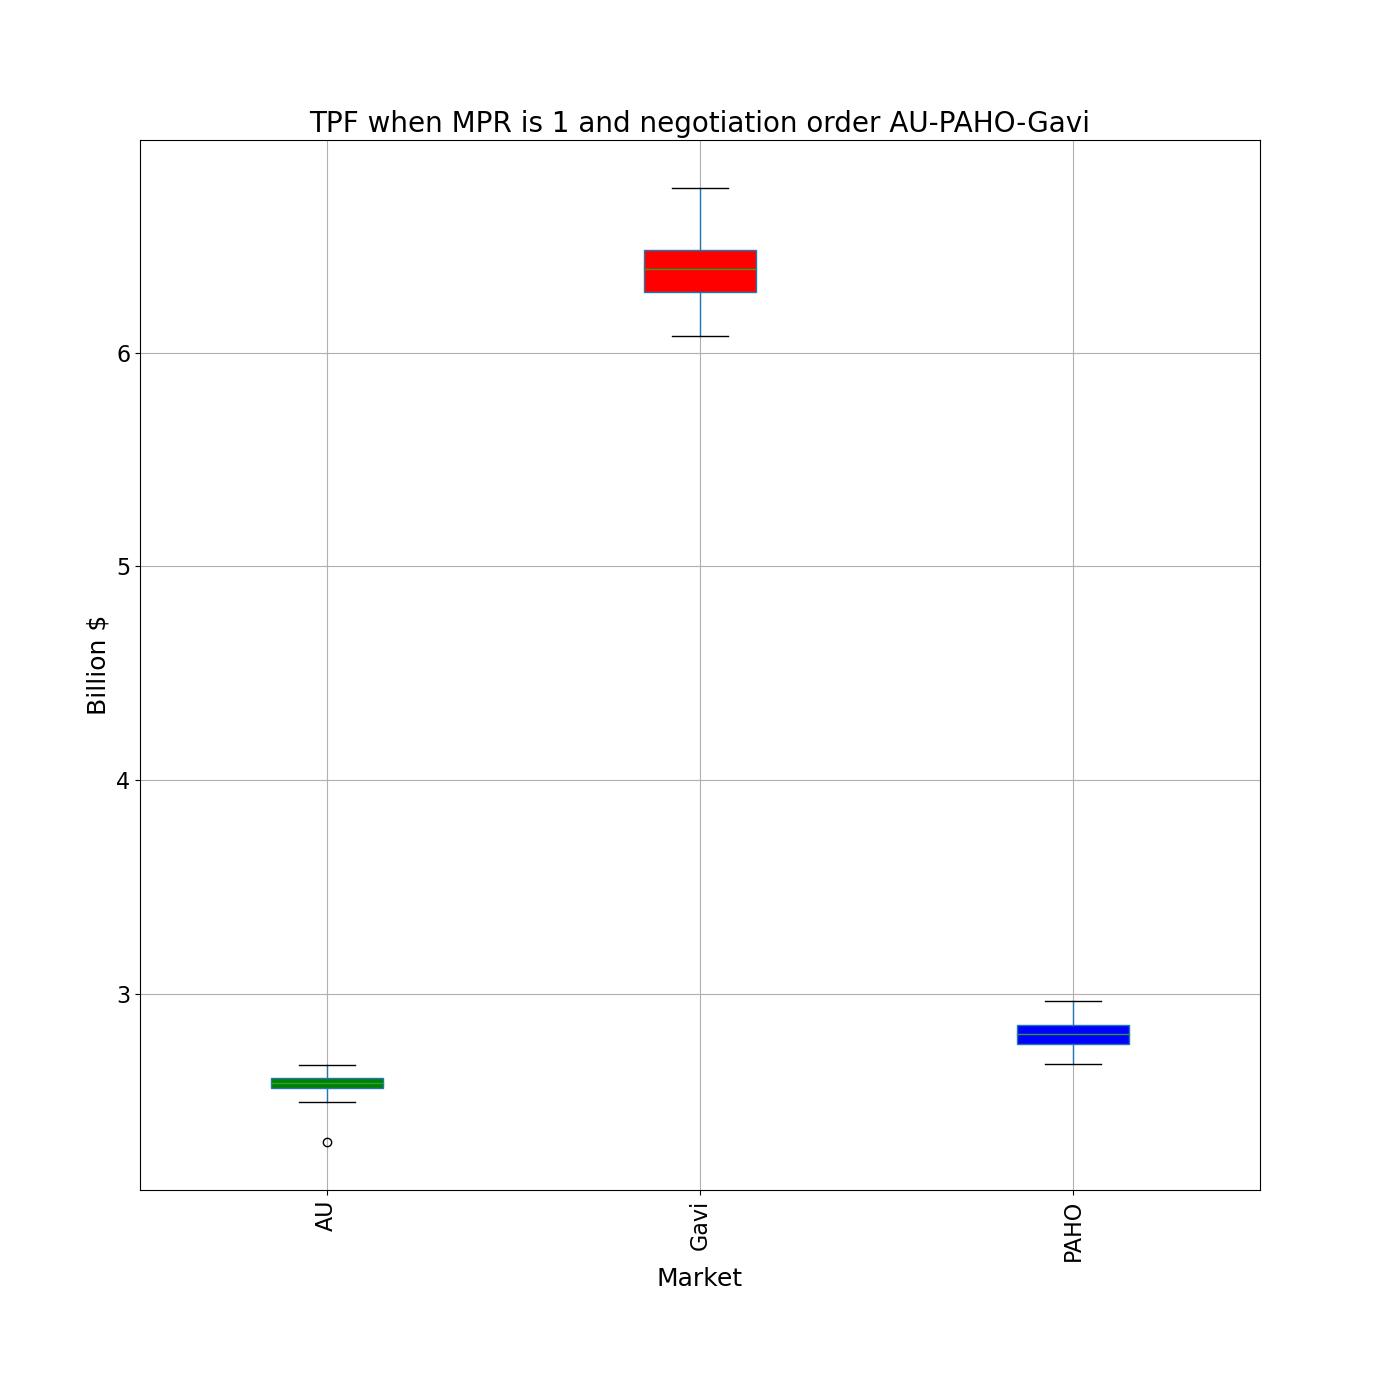 TPF when MPR is 1 and negotiation order AU-PAHO-Gavi
6
5
4
3
Billion $
AU
Gavi
PAHO
Market